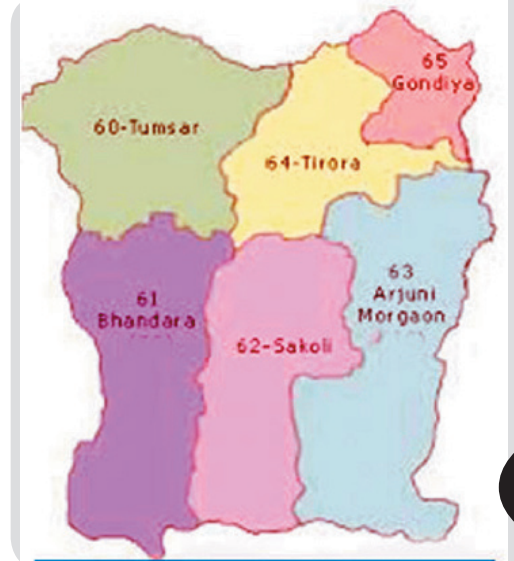 65
Gondiya
60-Tumsar
64-Tirora
63
Arjuni
Morgaon
61
Bhandara
62-Sakoli